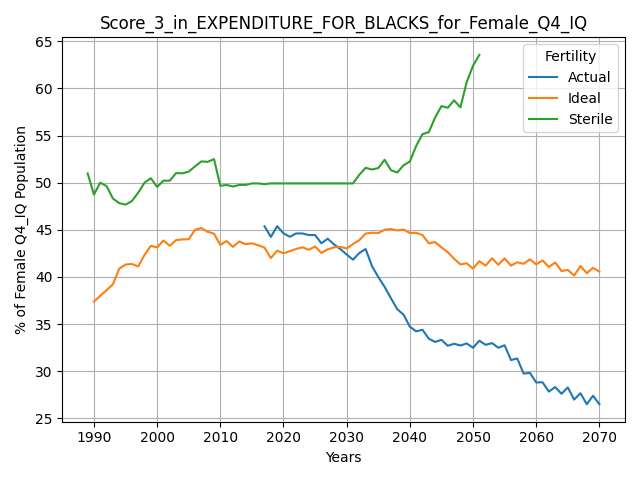 Score_3_in_EXPENDITURE_FOR_BLACKS_for_Female_Q4_IQ
65
60
55
50
45
40
35
30
25
% of Female Q4_IQ Population
Fertility
Actual
Ideal
Sterile
1990 2000 2010 2020 2030 2040 2050 2060 2070
Years